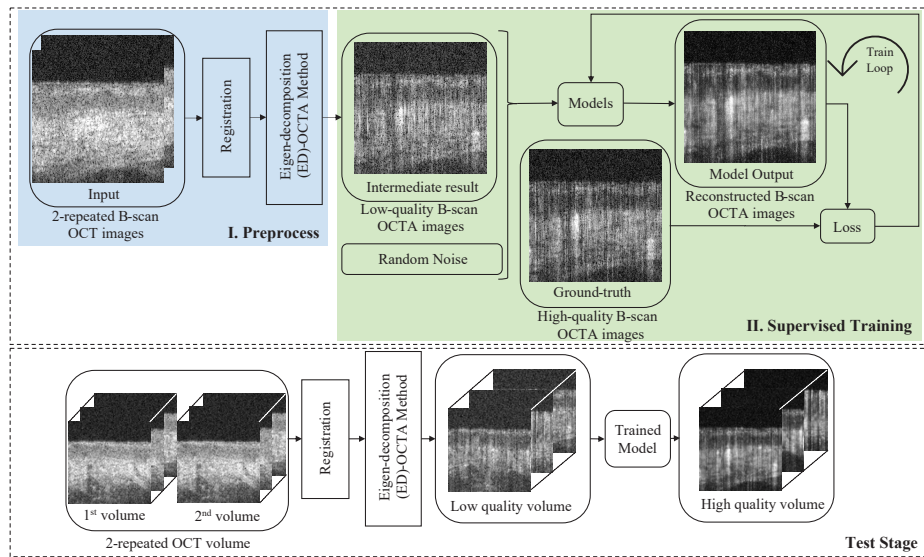 Input
2-repeated B-scan
OCT images
Registration
Eigen-decomposition
(ED)-OCTA Method
I. Preprocess
Intermediate result
Low-quality B-scan
OCTA images
Random Noise
Models
Ground-truth
High-quality B-scan
OCTA images
Model Output
Reconstructed B-scan
OCTA images
Train
Loop
Loss
II. Supervised Training
1st volume
2nd volume
2-repeated OCT volume
Registration
Eigen-decomposition
(ED)-OCTA Method
Low quality volume
Trained
Model
High quality volume
Test Stage